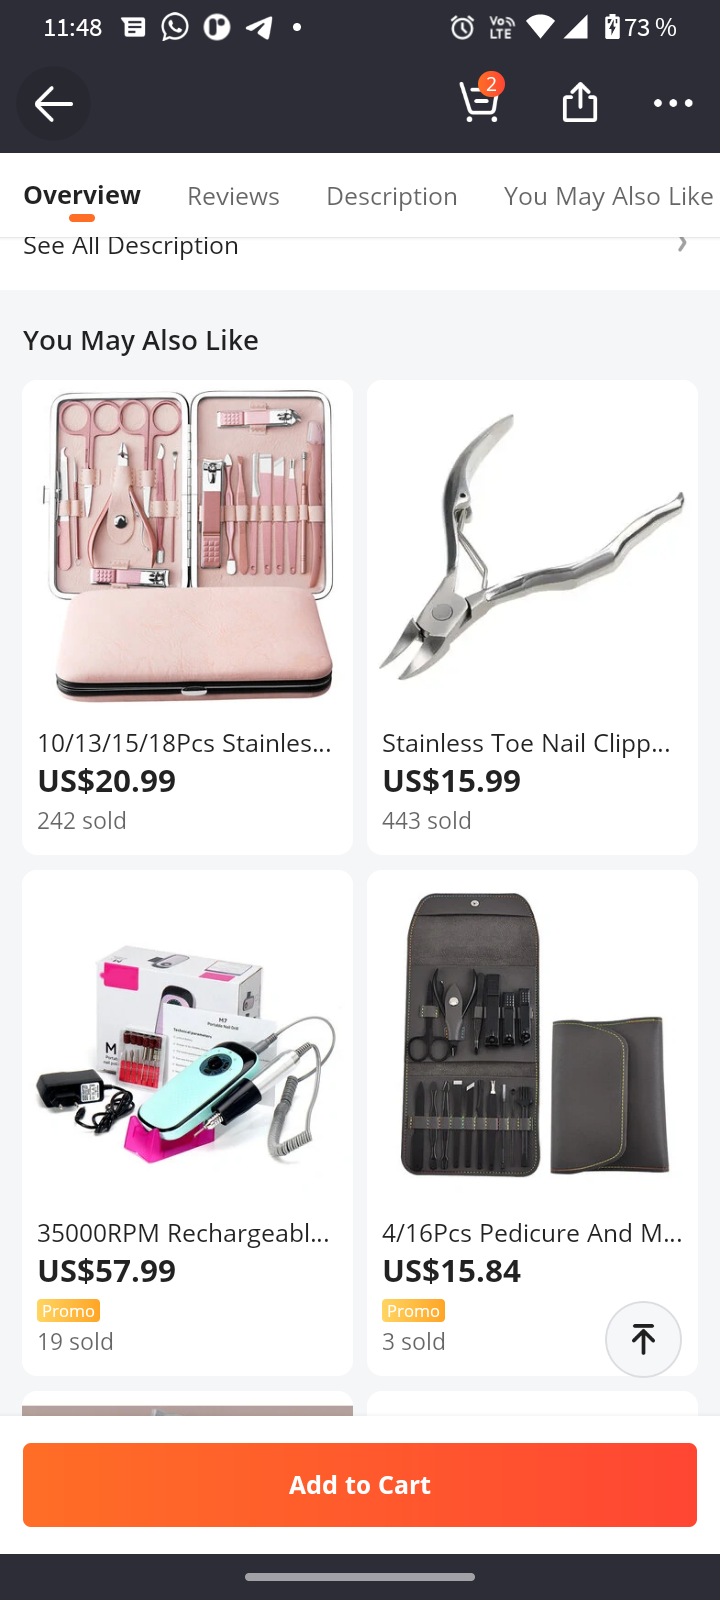 11:48
VoLTE
73 %
2
Overview
Reviews
Description
You May Also Like
See All Description
You May Also Like
10/13/15/18Pcs Stainles...
US$20.99
242 sold
Stainless Toe Nail Clipp...
US$15.99
443 sold
35000RPM Rechargeabl...
US$57.99
Promo
19 sold
4/16Pcs Pedicure And M...
US$15.84
Promo
3 sold
Add to Cart